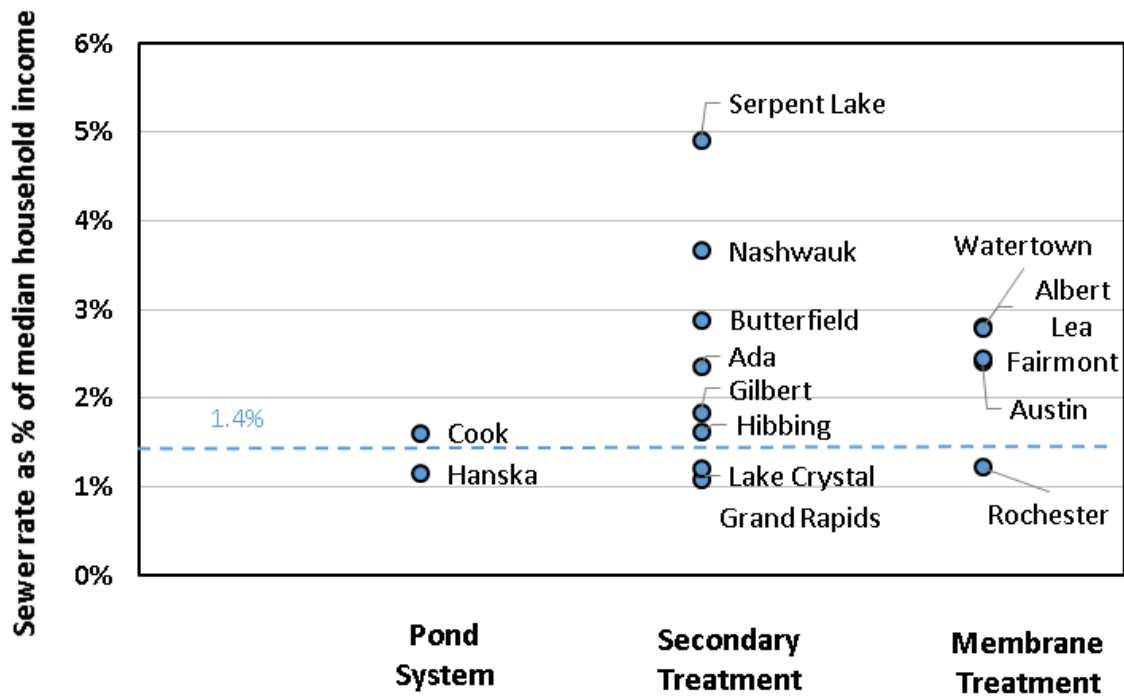 Sewer rate as % of median household income
6%
5%
4%
3%
2%
1%
0%
1.4%
Cook
Hanska
Serpent Lake
Nashwauk
Butterfield
Ada
Gilbert
Hibbing
Lake Crystal
Grand Rapids
Watertown
Albert
Lea
Fairmont
Austin
Rochester
Pond
System
Secondary
Treatment
Membrane
Treatment